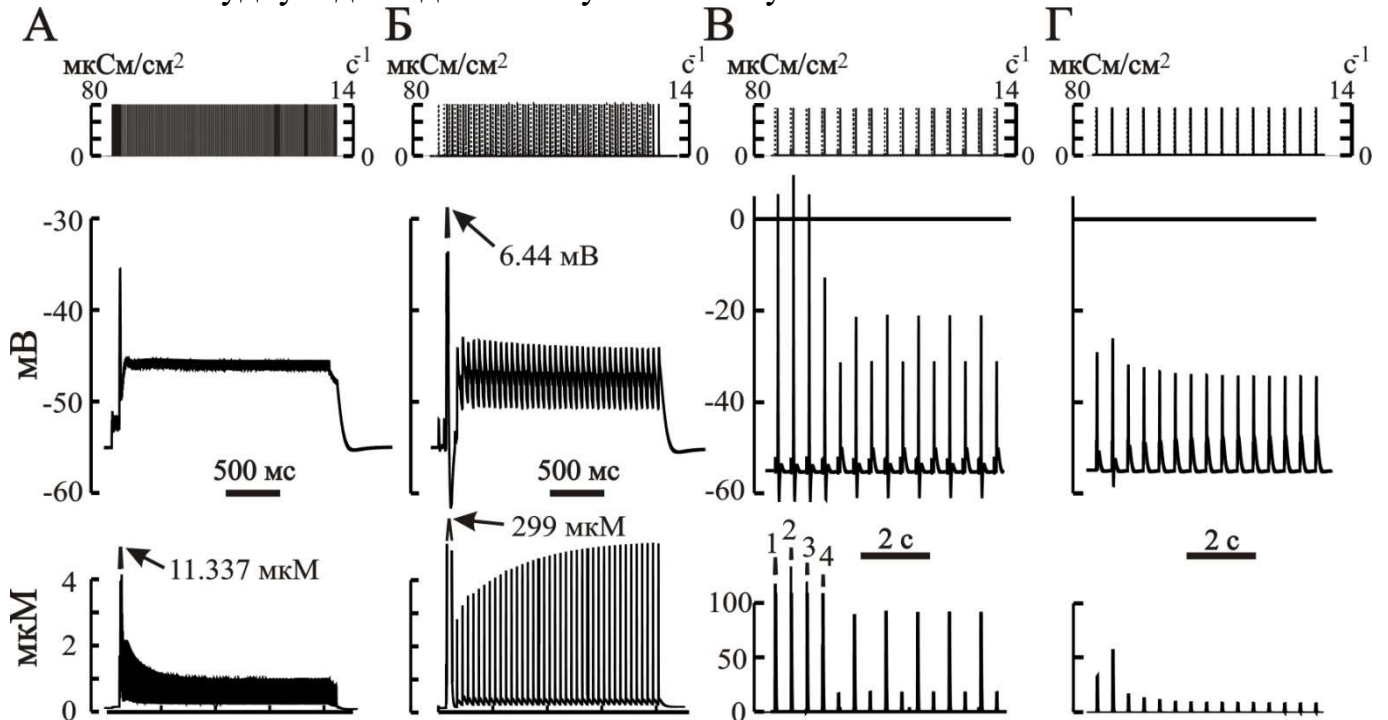 А Б В Г
мкСм/см² с⁻¹ мкСм/см² с⁻¹ мкСм/см² с⁻¹ мкСм/см² с⁻¹
80 14 80 14 80 14 80 14
0 0 0 0 0 0 0 0
мВ
-30
-40
-50
-60
500 мс
6.44 мВ
500 мс
0
-20
-40
-60
мкМ
4
2
0
11.337 мкМ
299 мкМ
1 2 3 4
2 с
2 с
100
50
0